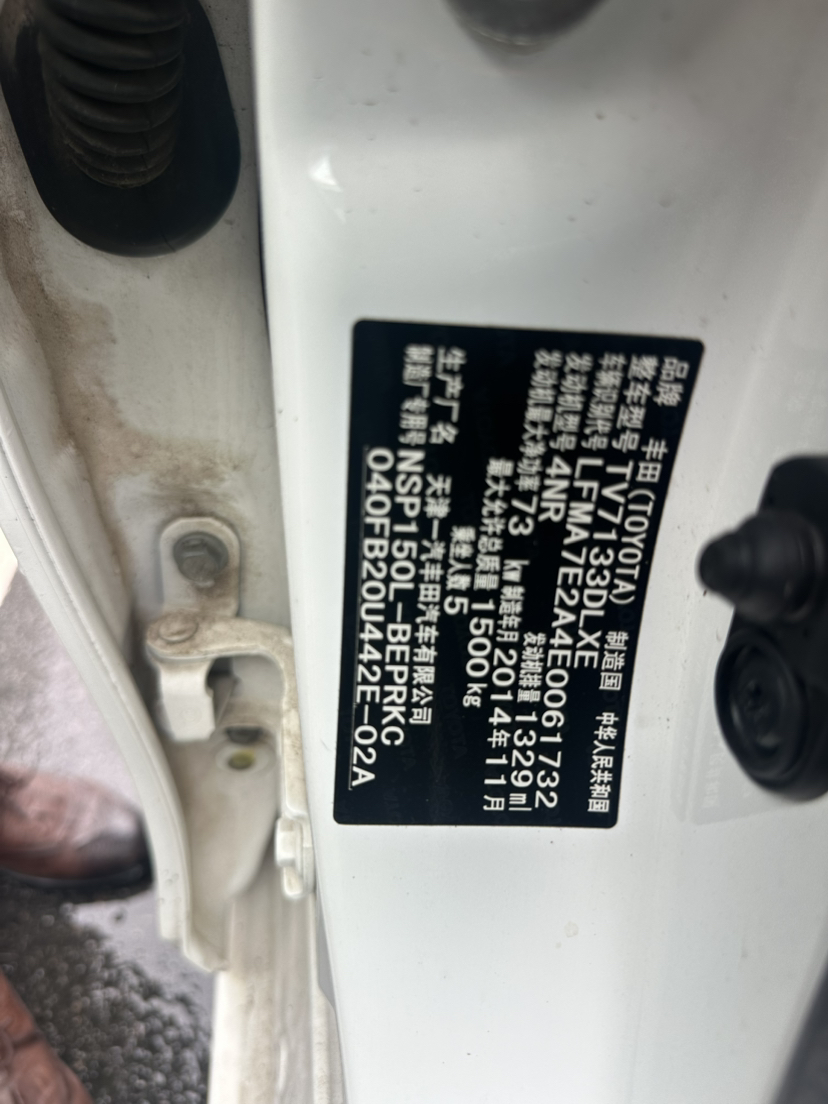 品牌 丰田(TOYOTA) 制造国 中华人民共和国
整车型号 TV7133DLXE
车辆识别代号 LFMA7E2A4E0061732
发动机型号 4NR 发动机排量 1329ml
发动机最大净功率 73 kW 制造年月 2014年11月
最大允许总质量 1500kg
乘坐人数 5
生产厂名 天津一汽丰田汽车有限公司
制造厂专用号 NSP150L-BEPRKC
040FB20U442E-02A